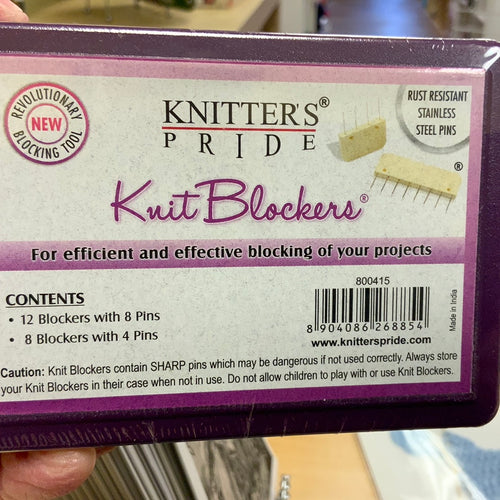 REVOLUTIONARY
NEW
BLOCKING TOOL
KNITTER'S®
PRIDE
RUST RESISTANT
STAINLESS
STEEL PINS
®
Knit Blockers®
For efficient and effective blocking of your projects
CONTENTS
• 12 Blockers with 8 Pins
• 8 Blockers with 4 Pins
800415
8 904086 268854
www.knitterspride.com
Made in India
Caution: Knit Blockers contain SHARP pins which may be dangerous if not used correctly. Always store
your Knit Blockers in their case when not in use. Do not allow children to play with or use Knit Blockers.